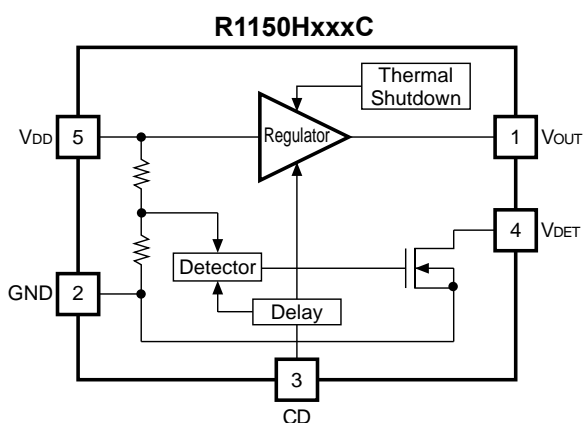 R1150HxxxC
Thermal
Shutdown
VDD 5
Regulator
1 VOUT
4 VDET
Detector
GND 2
Delay
3
CD